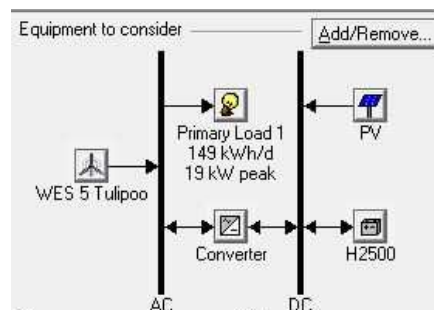 Equipment to consider
Add/Remove...
Primary Load 1
149 kWh/d
19 kW peak
PV
WES 5 Tulipoo
Converter
H2500
AC
DC